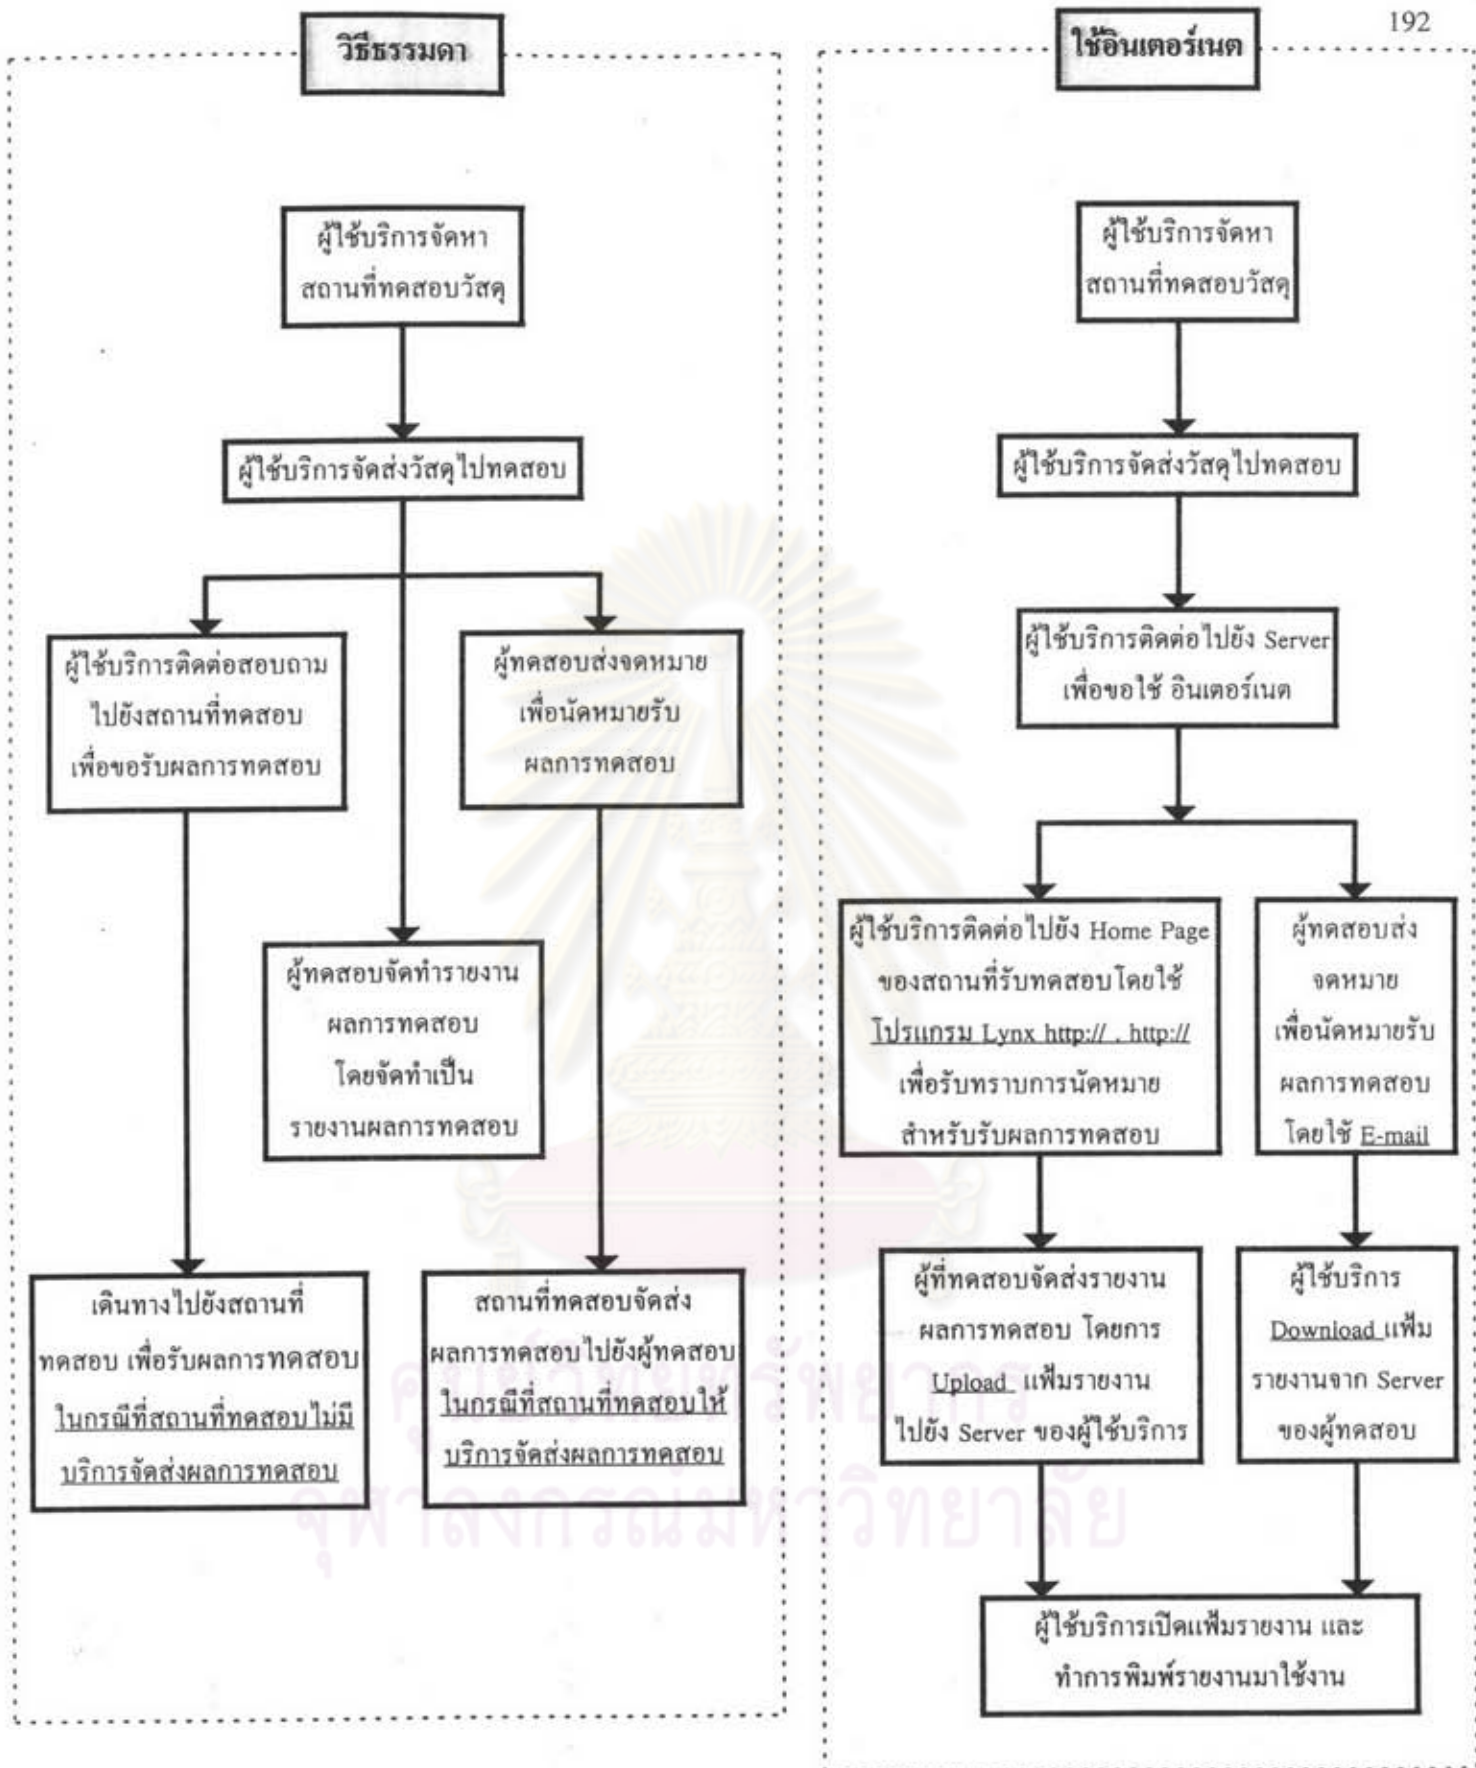 192
วิธีธรรมดา
ผู้ใช้บริการจัดหา
สถานที่ทดสอบวัสดุ
ผู้ใช้บริการจัดส่งวัสดุไปทดสอบ
ผู้ใช้บริการติดต่อสอบถาม
ไปยังสถานที่ทดสอบ
เพื่อขอรับผลการทดสอบ
ผู้ทดสอบส่งจดหมาย
เพื่อนัดหมายรับ
ผลการทดสอบ
ผู้ทดสอบจัดทำรายงาน
ผลการทดสอบ
โดยจัดทำเป็น
รายงานผลการทดสอบ
เดินทางไปยังสถานที่
ทดสอบ เพื่อรับผลการทดสอบ
ในกรณีที่สถานที่ทดสอบไม่มี
บริการจัดส่งผลการทดสอบ
สถานที่ทดสอบจัดส่ง
ผลการทดสอบไปยังผู้ทดสอบ
ในกรณีที่สถานที่ทดสอบให้
บริการจัดส่งผลการทดสอบ
ใช้อินเตอร์เนต
ผู้ใช้บริการจัดหา
สถานที่ทดสอบวัสดุ
ผู้ใช้บริการจัดส่งวัสดุไปทดสอบ
ผู้ใช้บริการติดต่อไปยัง Server
เพื่อขอใช้ อินเตอร์เนต
ผู้ใช้บริการติดต่อไปยัง Home Page
ของสถานที่รับทดสอบโดยใช้
โปรแกรม Lynx http:// . http://
เพื่อรับทราบการนัดหมาย
สำหรับรับผลการทดสอบ
ผู้ทดสอบส่ง
จดหมาย
เพื่อนัดหมายรับ
ผลการทดสอบ
โดยใช้ E-mail
ผู้ที่ทดสอบจัดส่งรายงาน
ผลการทดสอบ โดยการ
Upload แฟ้มรายงาน
ไปยัง Server ของผู้ใช้บริการ
ผู้ใช้บริการ
Download แฟ้ม
รายงานจาก Server
ของผู้ทดสอบ
ผู้ใช้บริการเปิดแฟ้มรายงาน และ
ทำการพิมพ์รายงานมาใช้งาน
ศูนย์วิทยทรัพยากร
จุฬาลงกรณ์มหาวิทยาลัย